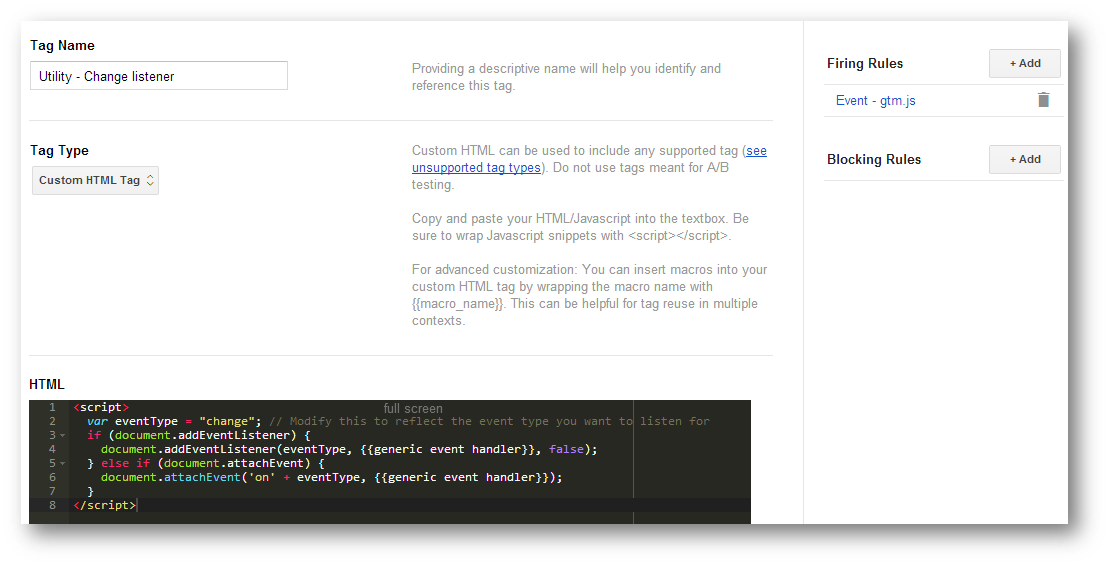 Tag Name
Utility - Change listener
Providing a descriptive name will help you identify and
reference this tag.
Tag Type
Custom HTML Tag
Custom HTML can be used to include any supported tag (see
unsupported tag types). Do not use tags meant for A/B
testing.
Copy and paste your HTML/Javascript into the textbox. Be
sure to wrap Javascript snippets with <script></script>.
For advanced customization: You can insert macros into your
custom HTML tag by wrapping the macro name with
{{macro_name}}. This can be helpful for tag reuse in multiple
contexts.
HTML
full screen
1 <script>
2 var eventType = "change"; // Modify this to reflect the event type you want to listen for
3 if (document.addEventListener) {
4 document.addEventListener(eventType, {{generic event handler}}, false);
5 } else if (document.attachEvent) {
6 document.attachEvent('on' + eventType, {{generic event handler}});
7 }
8 </script>
Firing Rules
+ Add
Event - gtm.js
Blocking Rules
+ Add